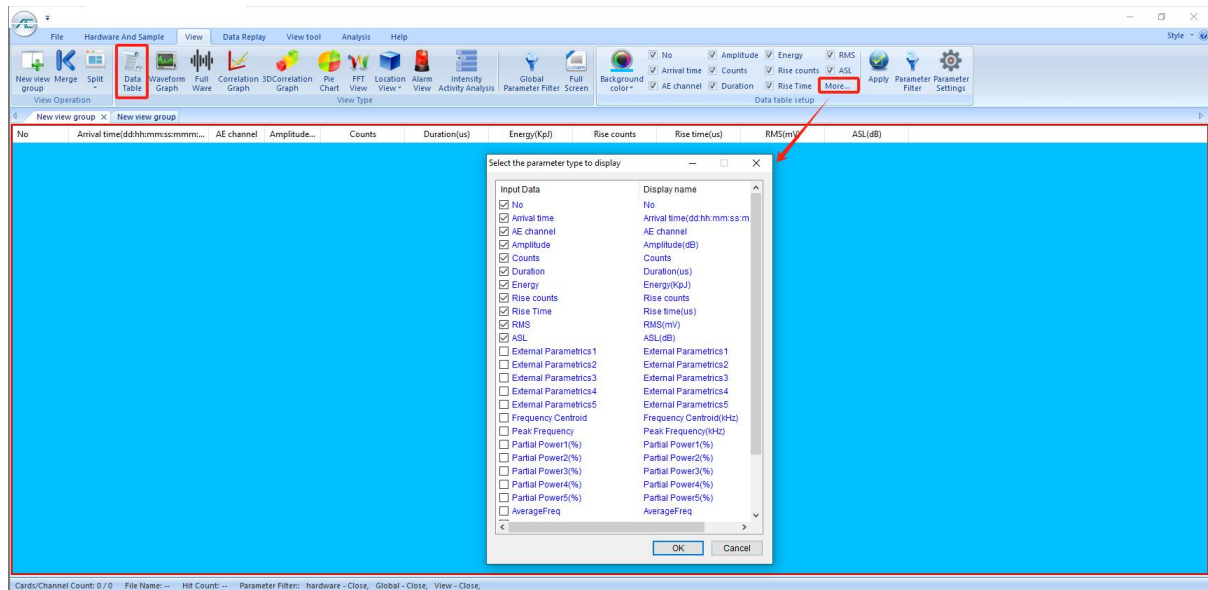 File Hardware And Sample View Data Replay View tool Analysis Help Style
New view group Merge Split Data Table Waveform Graph Full Wave Correlation Graph 3DCorrelation Graph Pie Chart FFT View Location View Alarm View Intensity Activity Analysis Global Parameter Filter Full Screen Background color Apply Parameter Filter Parameter Settings
No Amplitude Energy RMS
Arrival time Counts Rise counts ASL
AE channel Duration Rise Time More...
View Operation View Type Data table setup
New view group New view group
No Arrival time(dd:hh:mm:ss:mmm:... AE channel Amplitude... Counts Duration(us) Energy(KpJ) Rise counts Rise time(us) RMS(mV) ASL(dB)
Select the parameter type to display
Input Data Display name
No No
Arrival time Arrival time(dd:hh:mm:ss:m
AE channel AE channel
Amplitude Amplitude(dB)
Counts Counts
Duration Duration(us)
Energy Energy(KpJ)
Rise counts Rise counts
Rise Time Rise time(us)
RMS RMS(mV)
ASL ASL(dB)
External Parametrics1 External Parametrics1
External Parametrics2 External Parametrics2
External Parametrics3 External Parametrics3
External Parametrics4 External Parametrics4
External Parametrics5 External Parametrics5
Frequency Centroid Frequency Centroid(kHz)
Peak Frequency Peak Frequency(kHz)
Partial Power1(%) Partial Power1(%)
Partial Power2(%) Partial Power2(%)
Partial Power3(%) Partial Power3(%)
Partial Power4(%) Partial Power4(%)
Partial Power5(%) Partial Power5(%)
AverageFreq AverageFreq
OK Cancel
Cards/Channel Count: 0 / 0 File Name: -- Hit Count: -- Parameter Filter:: hardware - Close, Global - Close, View - Close,